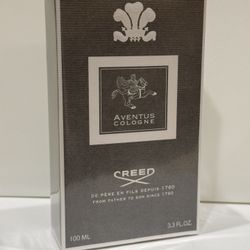 AVENTUS
COLOGNE
CREED
DE PÈRE EN FILS DEPUIS 1760
FROM FATHER TO SON SINCE 1760
100 ML
3.3 FL.OZ.